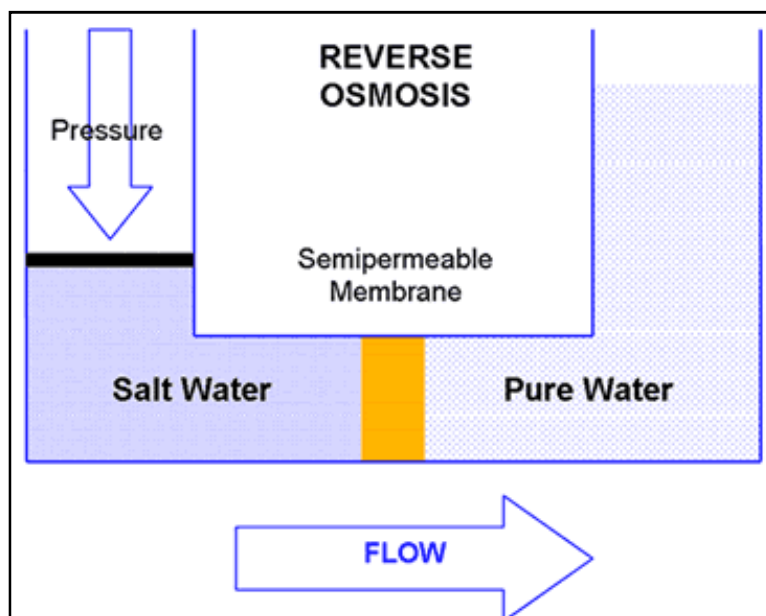 REVERSE
OSMOSIS
Pressure
Semipermeable
Membrane
Salt Water
Pure Water
FLOW